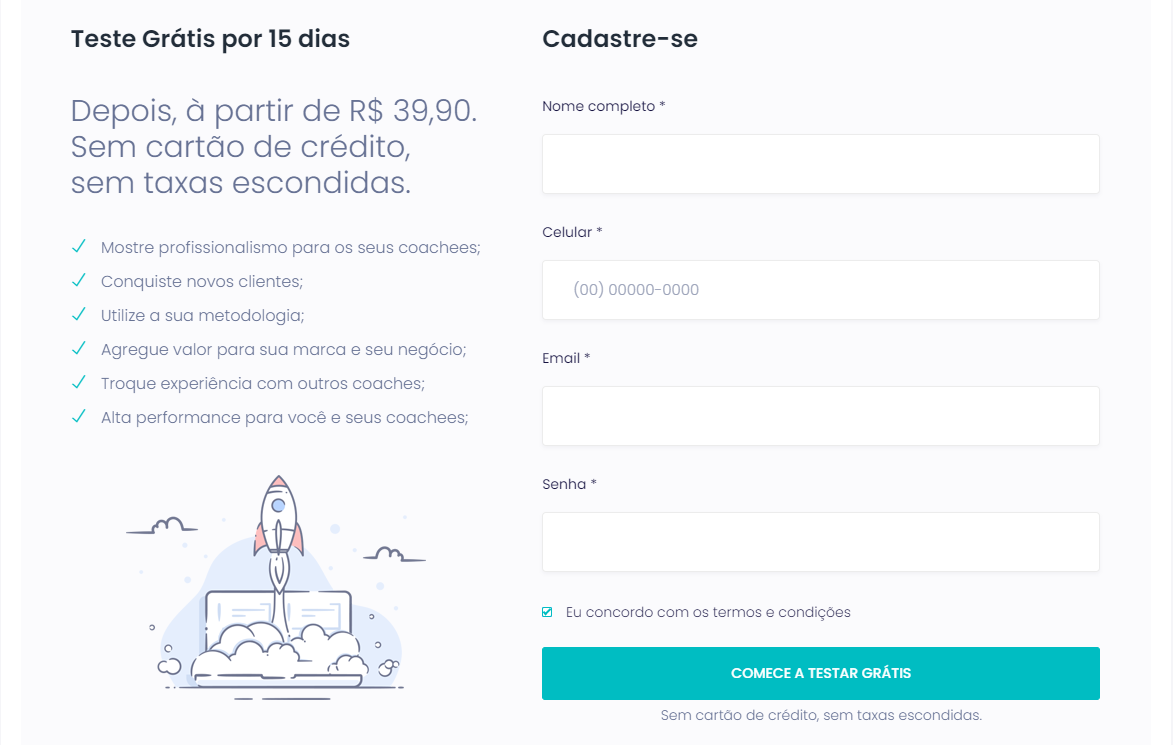 Teste Grátis por 15 dias
Depois, à partir de R$ 39,90.
Sem cartão de crédito,
sem taxas escondidas.
Mostre profissionalismo para os seus coachees;
Conquiste novos clientes;
Utilize a sua metodologia;
Agregue valor para sua marca e seu negócio;
Troque experiência com outros coaches;
Alta performance para você e seus coachees;
Cadastre-se
Nome completo *
Celular *
(00) 00000-0000
Email *
Senha *
Eu concordo com os termos e condições
COMECE A TESTAR GRÁTIS
Sem cartão de crédito, sem taxas escondidas.